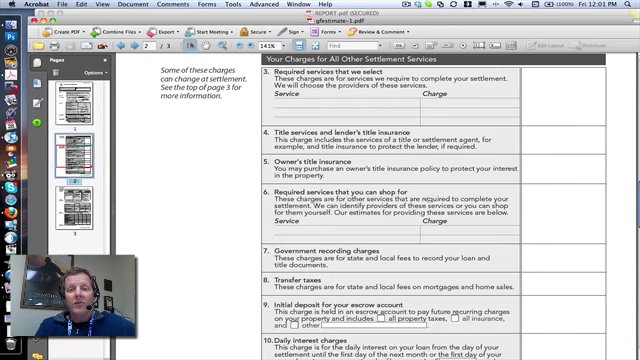 Acrobat File Edit View Document Comments Forms Tools Advanced Window Help
(100%) Fri 12:01 PM
REPORT.pdf (SECURED)
gfestimate-1.pdf
Create PDF Combine Export Start Meeting Secure Sign Forms Review & Comment
2 / 3 141% Find
Pages
Options
1
2
3
Some of these charges
can change at settlement.
See the top of page 3 for
more information.
Your Charges for All Other Settlement Services
3. Required services that we select
These charges are for services we require to complete your settlement.
We will choose the providers of these services.
Service Charge
4. Title services and lender's title insurance
This charge includes the services of a title or settlement agent, for
example, and title insurance to protect the lender, if required.
5. Owner's title insurance
You may purchase an owner's title insurance policy to protect your interest
in the property.
6. Required services that you can shop for
These charges are for other services that are required to complete your
settlement. We can identify providers of these services or you can shop
for them yourself. Our estimates for providing these services are below.
Service Charge
7. Government recording charges
These charges are for state and local fees to record your loan and
title documents.
8. Transfer taxes
These charges are for state and local fees on mortgages and home sales.
9. Initial deposit for your escrow account
This charge is held in an escrow account to pay future recurring charges
on your property and includes all property taxes, all insurance,
and other
10. Daily interest charges
This charge is for the daily interest on your loan from the day of your
settlement until the first day of the next month or the first day of your